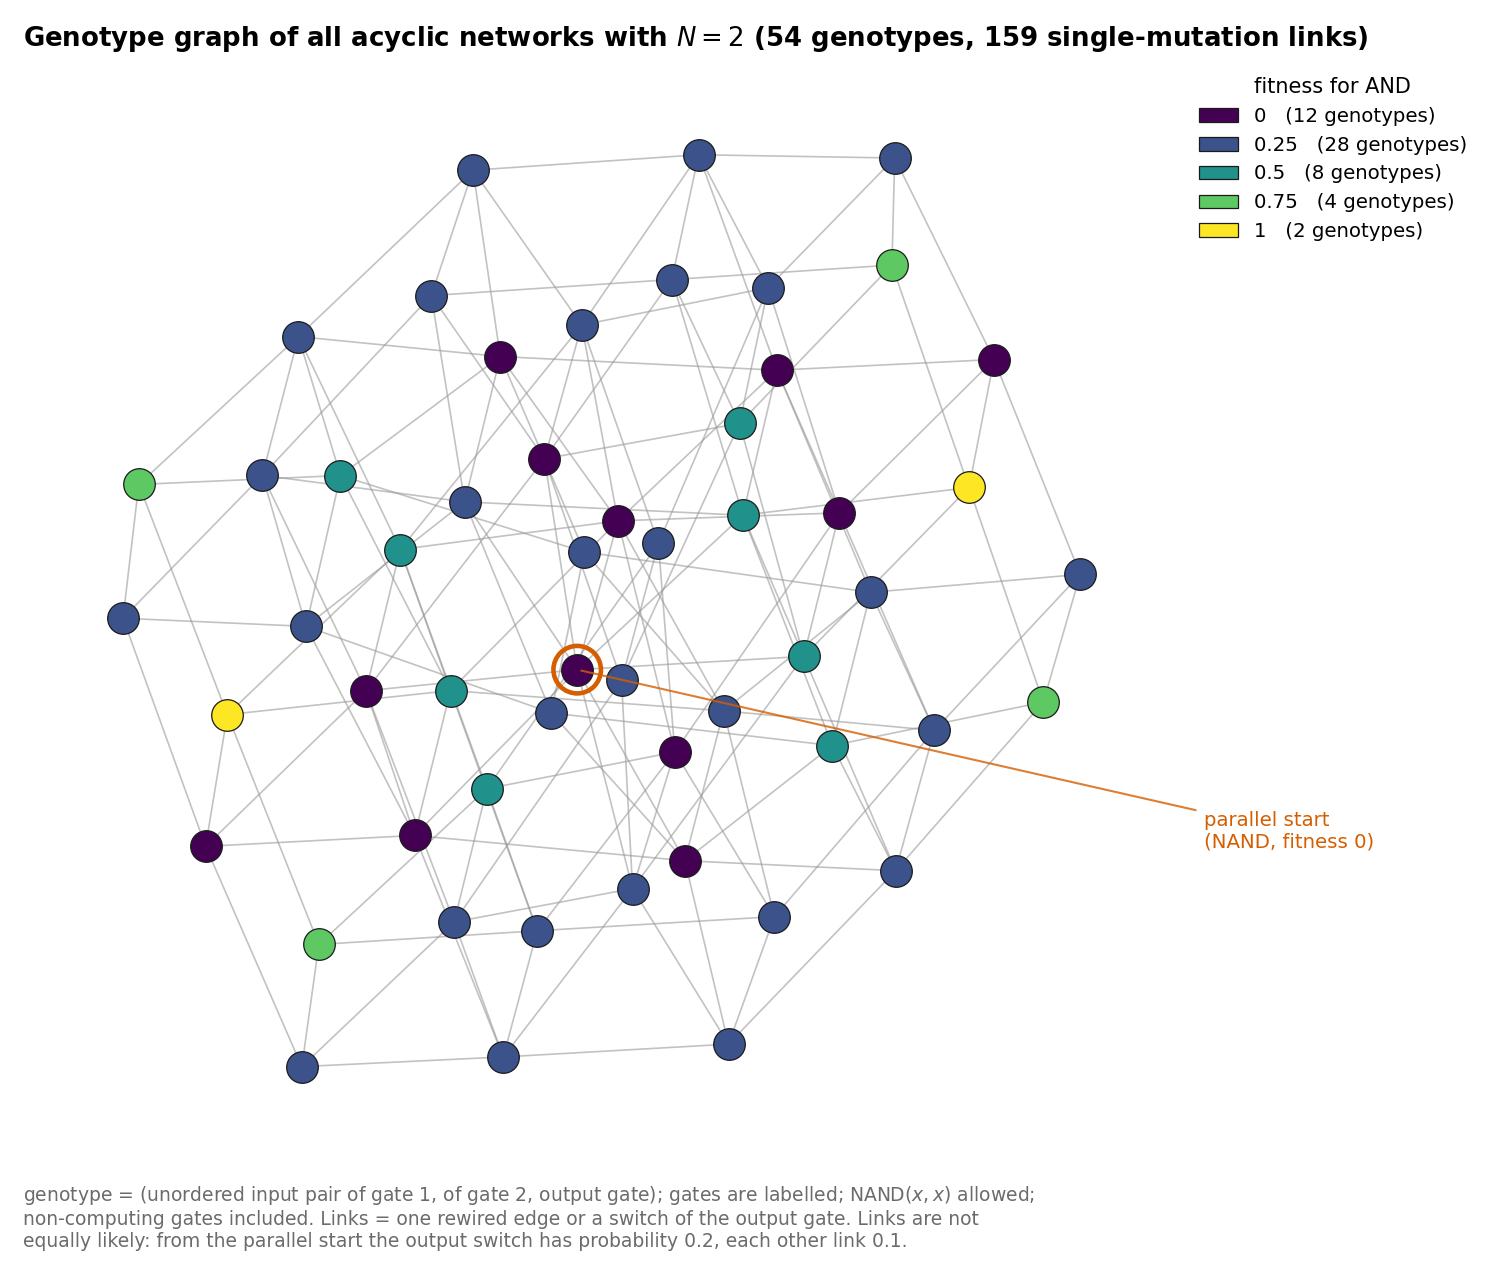 Genotype graph of all acyclic networks with N = 2 (54 genotypes, 159 single-mutation links)
fitness for AND
0 (12 genotypes)
0.25 (28 genotypes)
0.5 (8 genotypes)
0.75 (4 genotypes)
1 (2 genotypes)
parallel start
(NAND, fitness 0)
genotype = (unordered input pair of gate 1, of gate 2, output gate); gates are labelled; NAND(x, x) allowed;
non-computing gates included. Links = one rewired edge or a switch of the output gate. Links are not
equally likely: from the parallel start the output switch has probability 0.2, each other link 0.1.